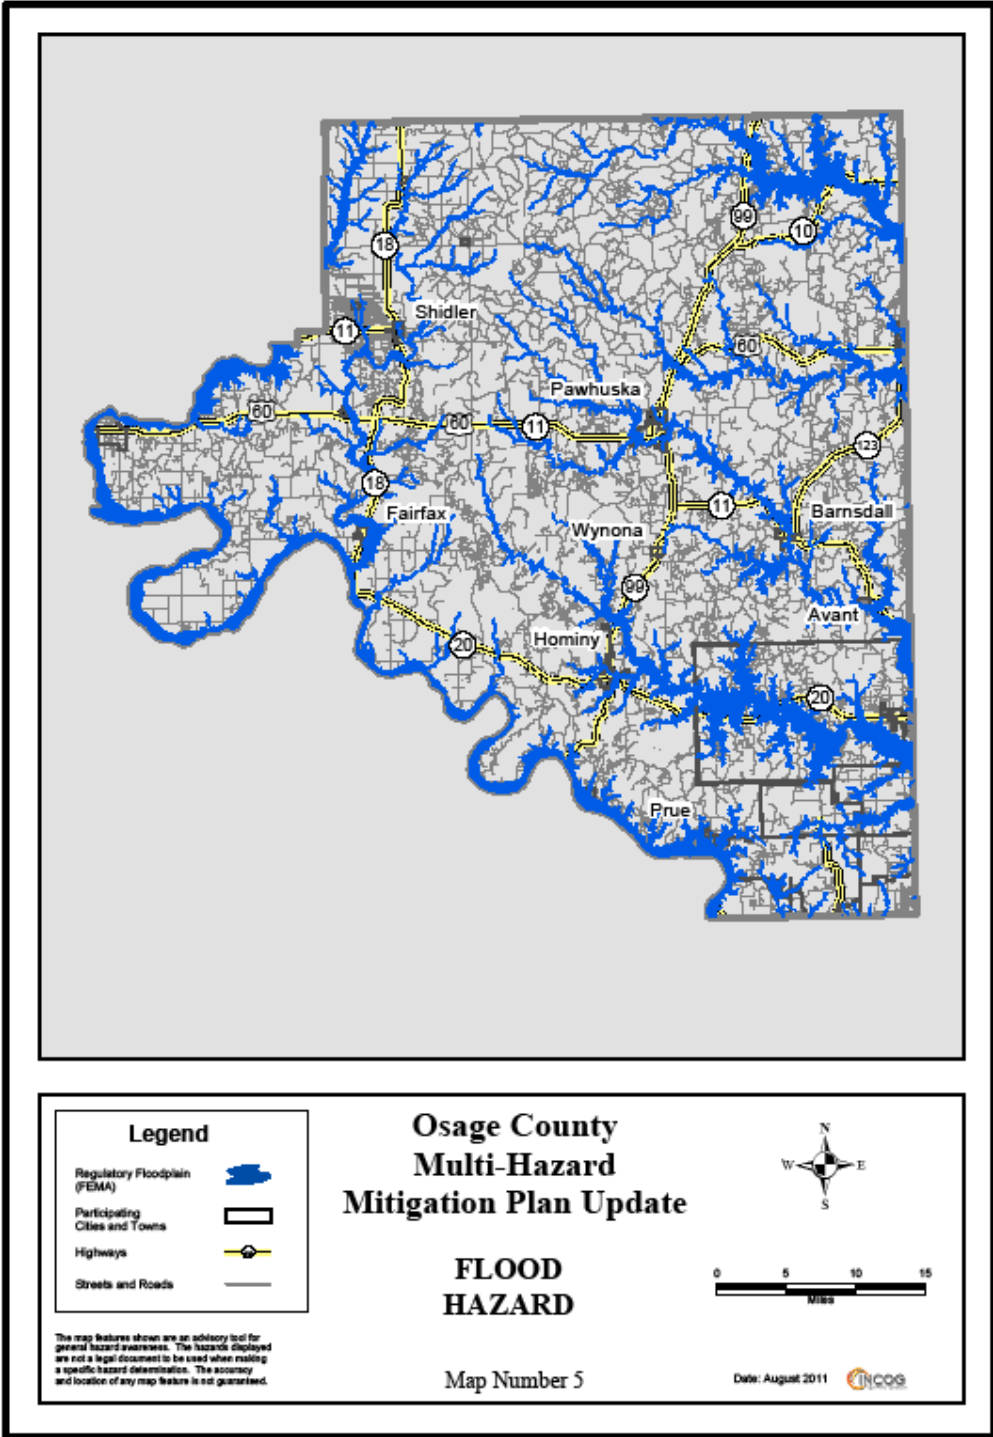 99
10
18
Shidler
11
60
Pawhuska
60
60
11
123
18
Fairfax
11
Barnsdall
Wynona
99
Avant
Hominy
20
20
Prue
Legend
Regulatory Floodplain
(FEMA)
Participating
Cities and Towns
Highways
Streets and Roads
The map features shown are an advisory tool for
general hazard awareness. The hazards displayed
are not a legal document to be used when making
a specific hazard determination. The accuracy
and location of any map feature is not guaranteed.
Osage County
Multi-Hazard
Mitigation Plan Update
FLOOD
HAZARD
Map Number 5
N
W E
S
0 5 10 15
Miles
Date: August 2011
INCOG